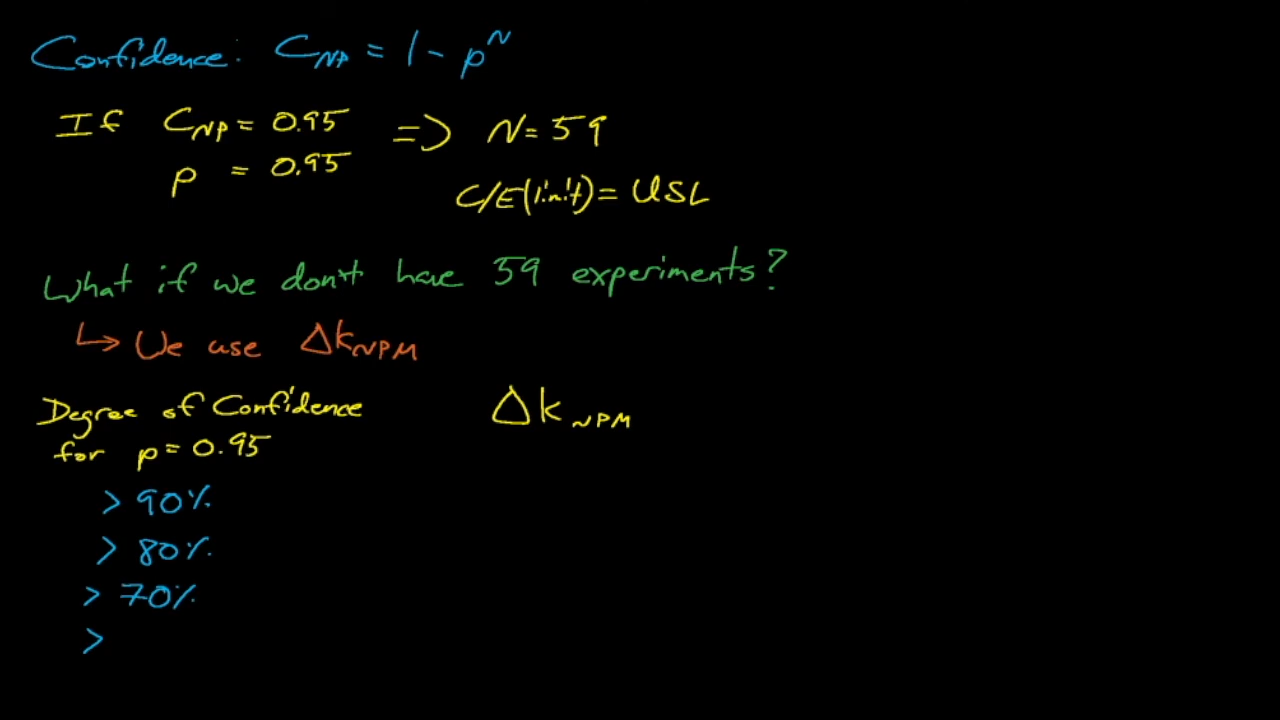 Confidence: C_NP = 1 - p^N
If C_NP = 0.95 => N = 59
p = 0.95
C/E(limit) = USL
What if we don't have 59 experiments?
↳ We use Δk_NPM
Degree of Confidence Δk_NPM
for p = 0.95
> 90%
> 80%
> 70%
>